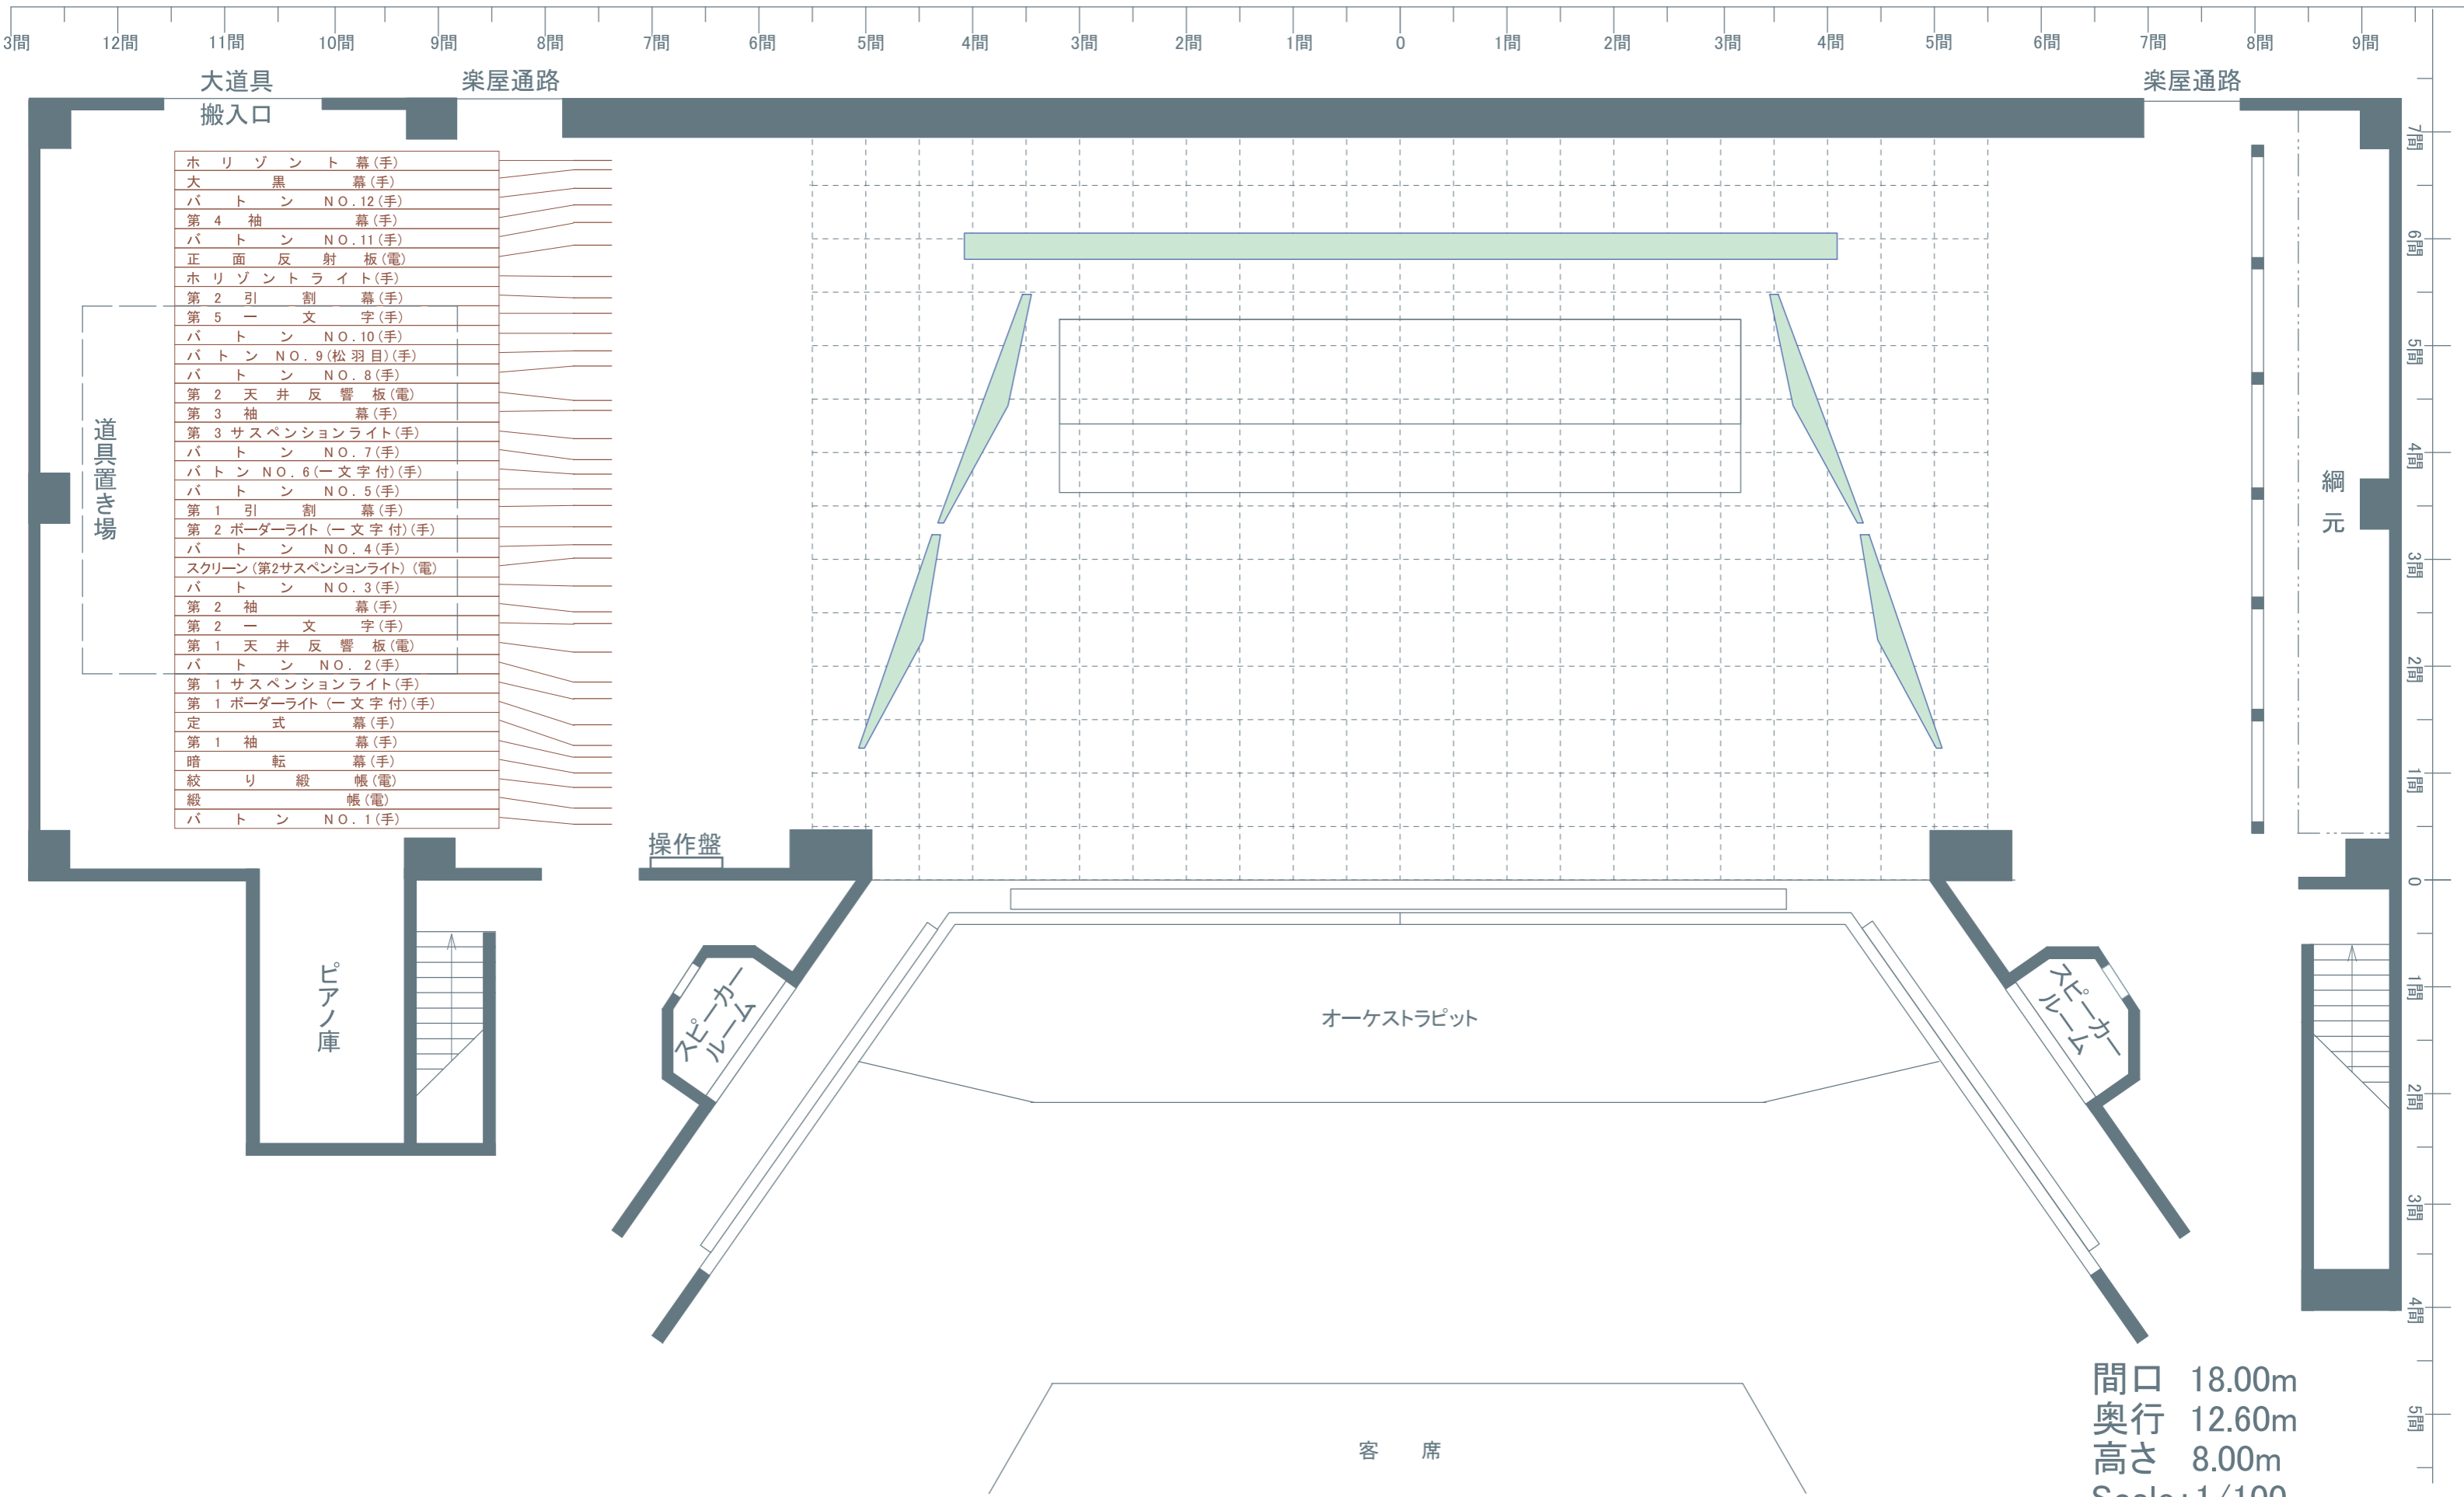 3間 12間 11間 10間 9間 8間 7間 6間 5間 4間 3間 2間 1間 0 1間 2間 3間 4間 5間 6間 7間 8間 9間
大道具
搬入口
楽屋通路
楽屋通路
ホリゾント幕(手)
大黒幕(手)
バトンNO.12(手)
第4袖幕(手)
バトンNO.11(手)
正面反射板(電)
ホリゾントライト(手)
第2引割幕(手)
第5一文字(手)
バトンNO.10(手)
バトンNO.9(松羽目)(手)
バトンNO.8(手)
第2天井反響板(電)
第3袖幕(手)
第3サスペンションライト(手)
バトンNO.7(手)
バトンNO.6(一文字付)(手)
バトンNO.5(手)
第1引割幕(手)
第2ボーダーライト(一文字付)(手)
バトンNO.4(手)
スクリーン(第2サスペンションライト)(電)
バトンNO.3(手)
第2袖幕(手)
第2一文字(手)
第1天井反響板(電)
バトンNO.2(手)
第1サスペンションライト(手)
第1ボーダーライト(一文字付)(手)
定式幕(手)
第1袖幕(手)
暗転幕(手)
絞り緞帳(電)
緞帳(電)
バトンNO.1(手)
道具置き場
綱元
7間
6間
5間
4間
3間
2間
1間
0
1間
2間
3間
4間
5間
操作盤
ピアノ庫
スピーカー
ルーム
オーケストラピット
スピーカー
ルーム
客席
間口 18.00m
奥行 12.60m
高さ 8.00m
Scale:1/100